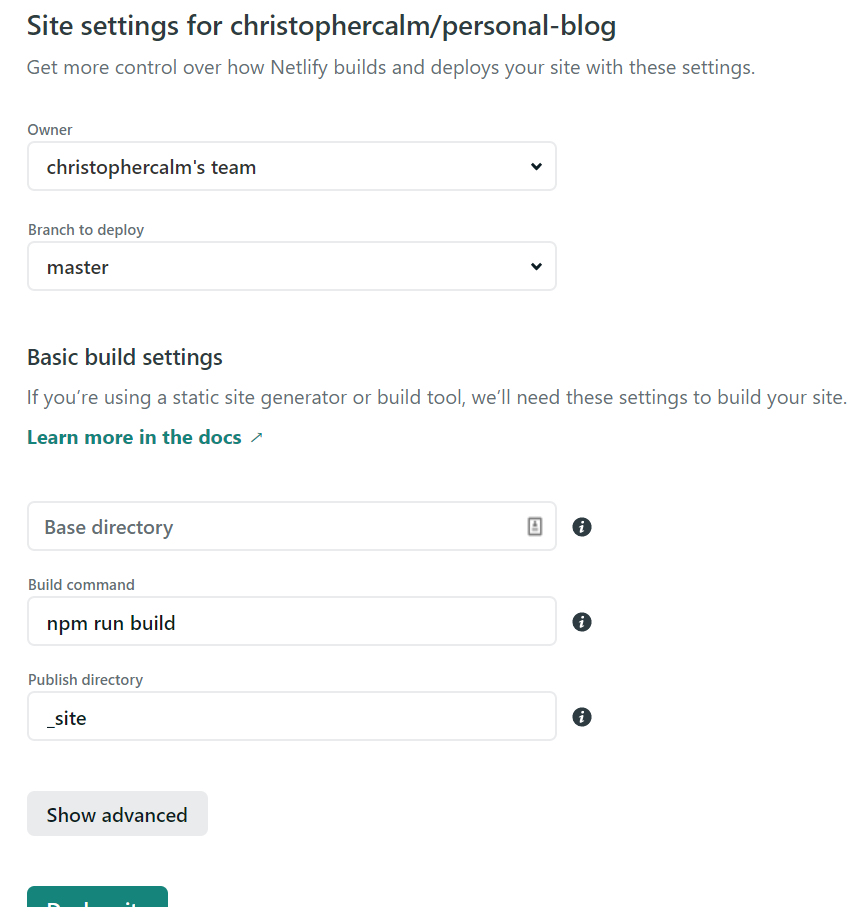 Site settings for christophercalm/personal-blog
Get more control over how Netlify builds and deploys your site with these settings.
Owner
christophercalm's team
Branch to deploy
master
Basic build settings
If you’re using a static site generator or build tool, we’ll need these settings to build your site.
Learn more in the docs ↗
Base directory
Build command
npm run build
Publish directory
_site
Show advanced